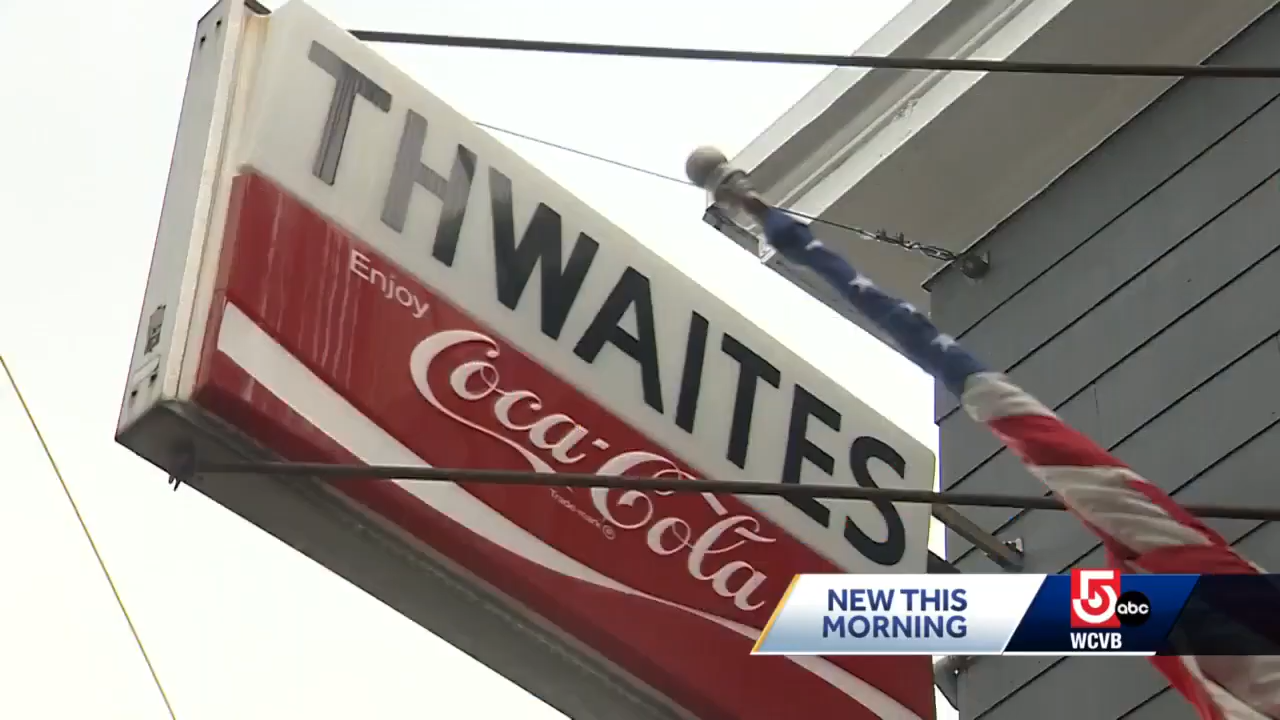 THWAITES
Enjoy
Coca-Cola
Trade-mark®
NEW THIS
MORNING
5 abc
WCVB